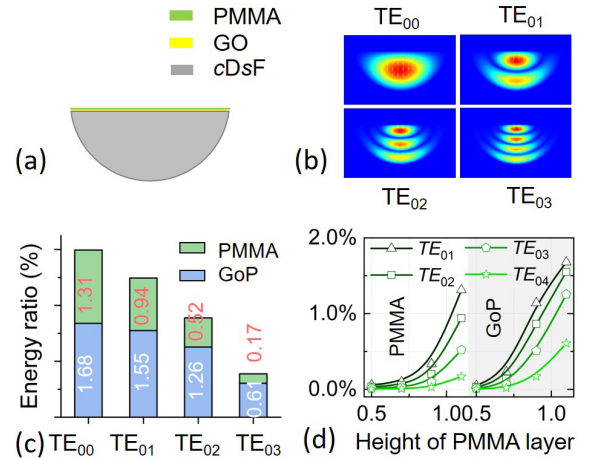 PMMA
GO
cDsF
(a)
TE00
TE01
TE02
TE03
(b)
Energy ratio (%)
PMMA
GoP
1.31
1.68
0.94
1.55
0.52
1.26
0.17
0.61
TE00
TE01
TE02
TE03
(c)
2.0%
1.0%
0.0%
TE01
TE02
TE03
TE04
PMMA
GoP
0.5
1.0
0.5
1.0
Height of PMMA layer
(d)